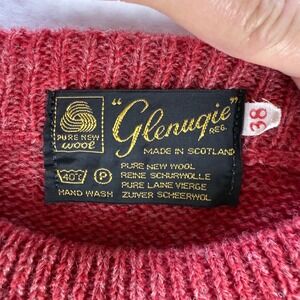 "Glenugie"
REG.
MADE IN SCOTLAND
PURE NEW
WOOL
PURE NEW WOOL
REINE SCHURWOLLE
PURE LAINE VIERGE
ZUIVER SCHEERWOL
40°C P
HAND WASH
38